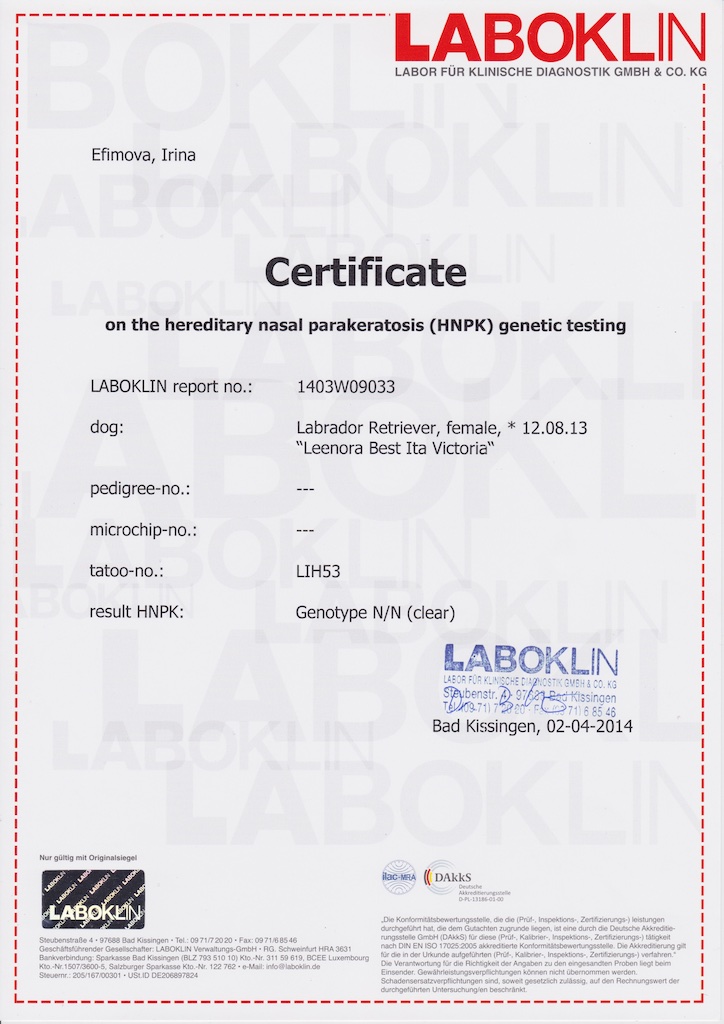 LABOKLIN
LABOR FÜR KLINISCHE DIAGNOSTIK GMBH & CO. KG
Efimova, Irina
Certificate
on the hereditary nasal parakeratosis (HNPK) genetic testing
LABOKLIN report no.: 1403W09033
dog: Labrador Retriever, female, * 12.08.13
"Leenora Best Ita Victoria“
pedigree-no.: ---
microchip-no.: ---
tatoo-no.: LIH53
result HNPK: Genotype N/N (clear)
LABOKLIN
LABOR FÜR KLINISCHE DIAGNOSTIK GMBH & CO. KG
Steubenstr. 4 · Bad Kissingen
71) 6 85 46
Bad Kissingen, 02-04-2014
Nur gültig mit Originalsiegel
LABOKLIN
Steubenstraße 4 • 97688 Bad Kissingen • Tel.: 09 71/7 20 20 • Fax: 09 71/6 85 46
Geschäftsführender Gesellschafter: LABOKLIN Verwaltungs-GmbH • RG. Schweinfurt HRA 3631
Bankverbindung: Sparkasse Bad Kissingen (BLZ 793 510 10) Kto.-Nr. 31 59 619, BCEE Luxembourg
Kto.-Nr.1507/3600-5, Salzburger Sparkasse Kto.-Nr. 122 762 • e-Mail: info@laboklin.de
Steuernr.: 205/167/00301 • USt.ID DE206897824
ilac-MRA
DAkkS
Deutsche
Akkreditierungsstelle
D-PL-13186-01-00
„Die Konformitätsbewertungsstelle, die die (Prüf-, Inspektions-, Zertifizierungs-) leistungen
durchgeführt hat, die dem Gutachten zugrunde liegen, ist eine durch die Deutsche Akkreditie-
rungsstelle GmbH (DAkkS) für diese (Prüf-, Kalibrier-, Inspektions-, Zertifizierungs-) tätigkeit
nach DIN EN ISO 17025:2005 akkreditierte Konformitätsbewertungsstelle. Die Akkreditierung gilt
für die in der Urkunde aufgeführten (Prüf-, Kalibrier-, Inspektions-, Zertifizierungs-) verfahren."
Die Verantwortung für die Richtigkeit der Angaben zu den eingesandten Proben liegt beim
Einsender. Gewährleistungsverpflichtungen können nicht übernommen werden.
Schadensersatzverpflichtungen sind, soweit gesetzlich zulässig, auf den Rechnungswert der
durchgeführten Untersuchung/en beschränkt.